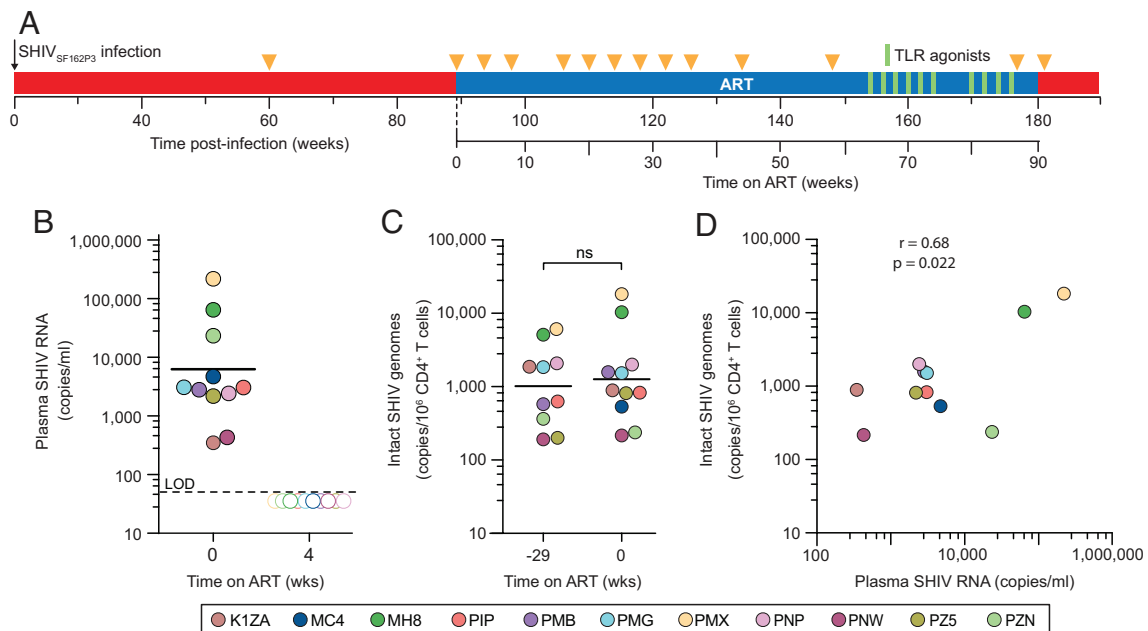 A
SHIVSF162P3 infection
TLR agonists
ART
0 20 40 60 80 100 120 140 160 180
Time post-infection (weeks)
0 10 30 50 70 90
Time on ART (weeks)
B
Plasma SHIV RNA
(copies/ml)
1,000,000
100,000
10,000
1,000
100
10
LOD
0 4
Time on ART (wks)
C
Intact SHIV genomes
(copies/10⁶ CD4⁺ T cells)
100,000
10,000
1,000
100
10
ns
-29 0
Time on ART (wks)
D
Intact SHIV genomes
(copies/10⁶ CD4⁺ T cells)
100,000
10,000
1,000
100
10
r = 0.68
p = 0.022
100 10,000 1,000,000
Plasma SHIV RNA (copies/ml)
K1ZA MC4 MH8 PIP PMB PMG PMX PNP PNW PZ5 PZN